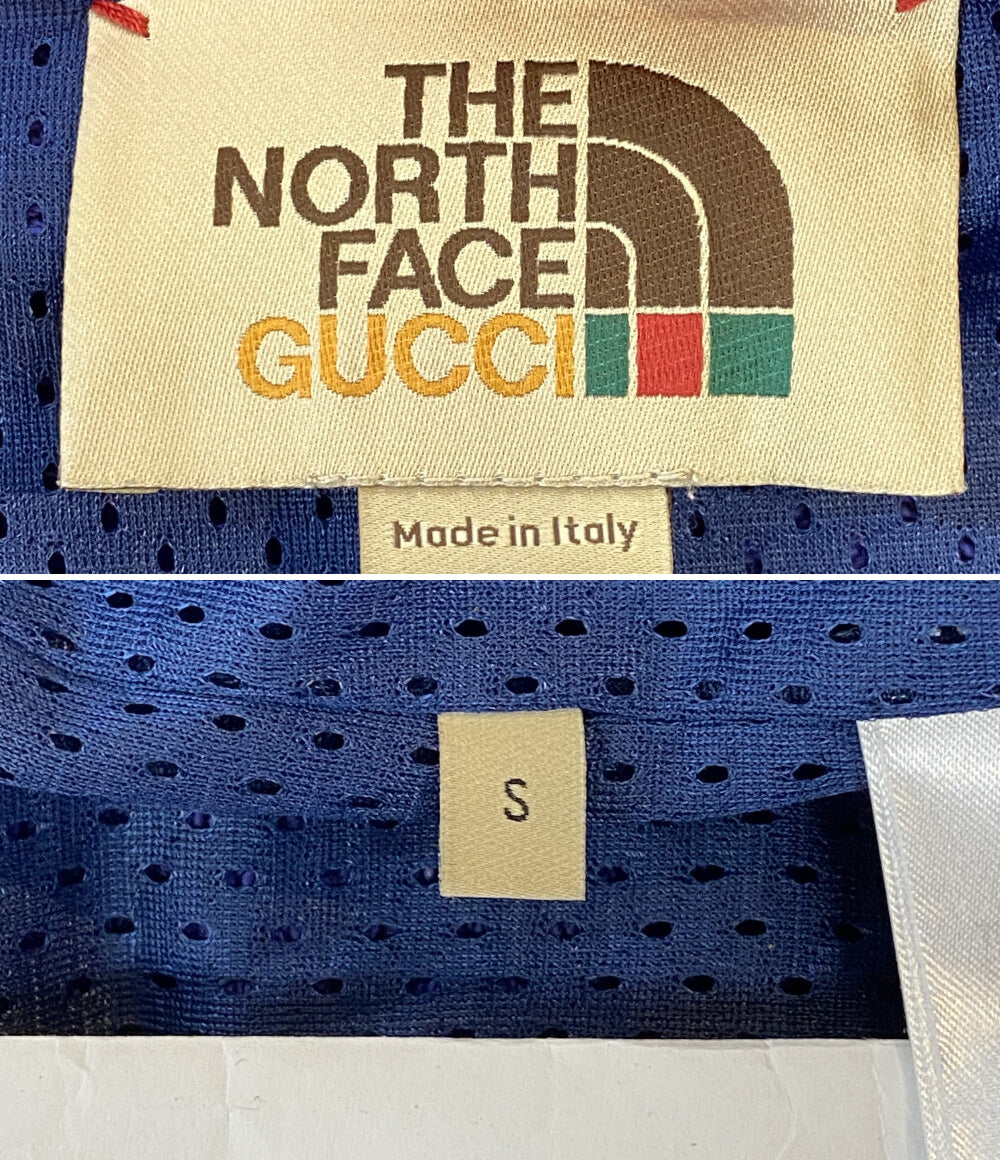 THE
NORTH
FACE
GUCCI
Made in Italy
S